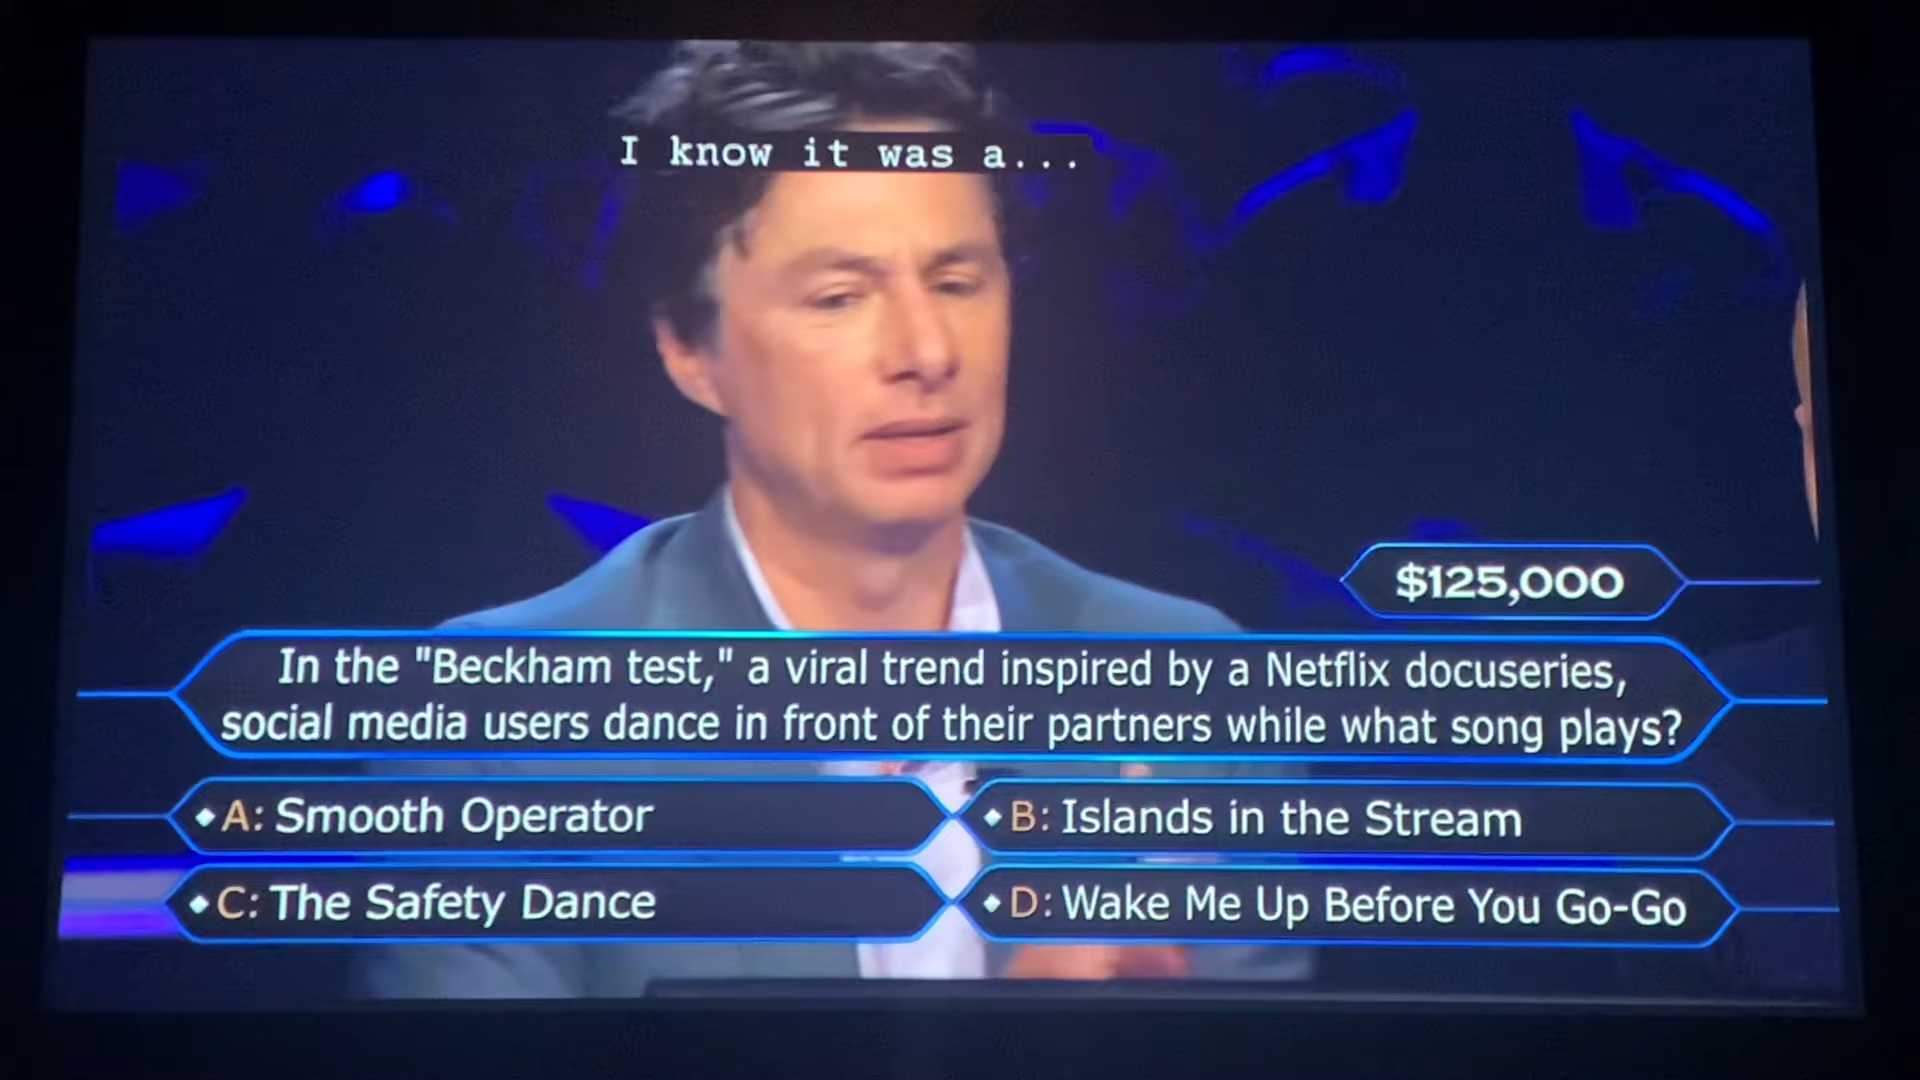 I know it was a...
$125,000
In the "Beckham test," a viral trend inspired by a Netflix docuseries,
social media users dance in front of their partners while what song plays?
A: Smooth Operator
B: Islands in the Stream
C: The Safety Dance
D: Wake Me Up Before You Go-Go